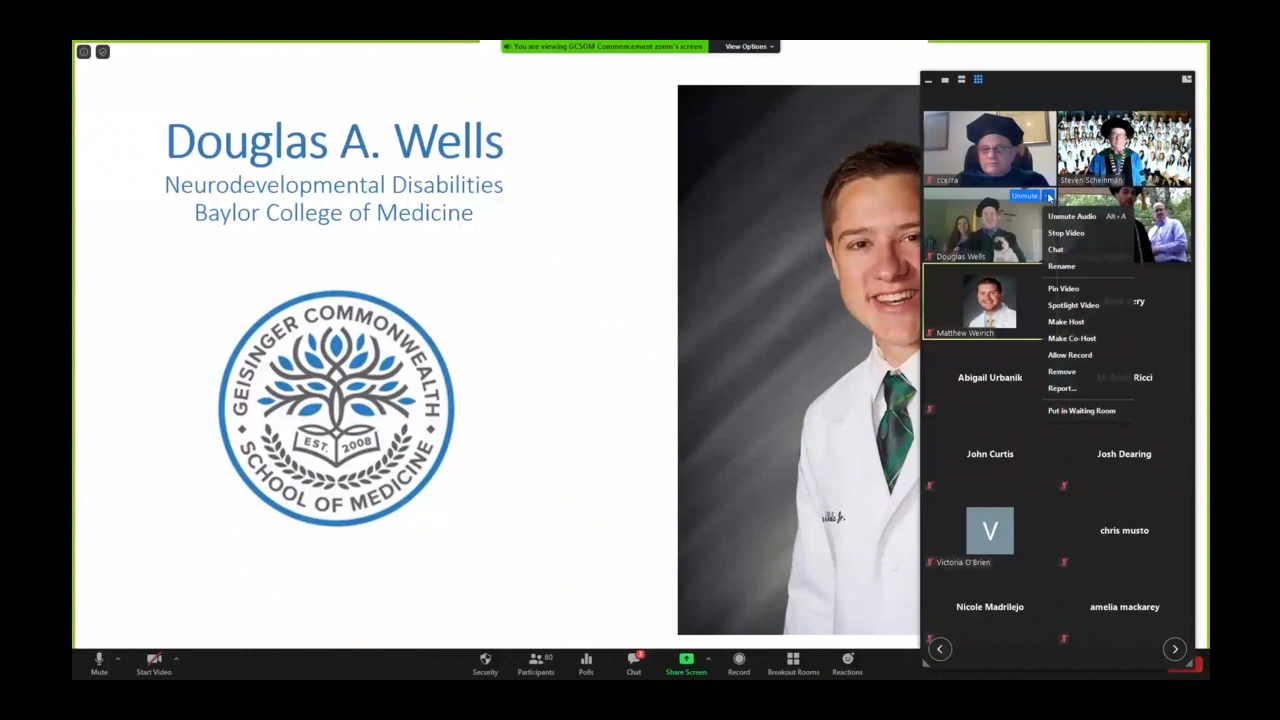 You are viewing GCSOM Commencement zoom's screen
View Options
Douglas A. Wells
Neurodevelopmental Disabilities
Baylor College of Medicine
GEISINGER COMMONWEALTH
SCHOOL OF MEDICINE
EST. 2008
Wells Jr.
ccerra
Steven Scheinman
Unmute
Douglas Wells
Unmute Audio Alt+A
Stop Video
Chat
Rename
Pin Video
Spotlight Video
Make Host
Make Co-Host
Allow Record
Remove
Report...
Put in Waiting Room
Matthew Weirich
Abigail Urbanik
Ricci
John Curtis
Josh Dearing
V
Victoria O'Brien
chris musto
Nicole Madrilejo
amelia mackarey
Mute
Start Video
Security
Participants
80
Polls
Chat
3
Share Screen
Record
Breakout Rooms
Reactions